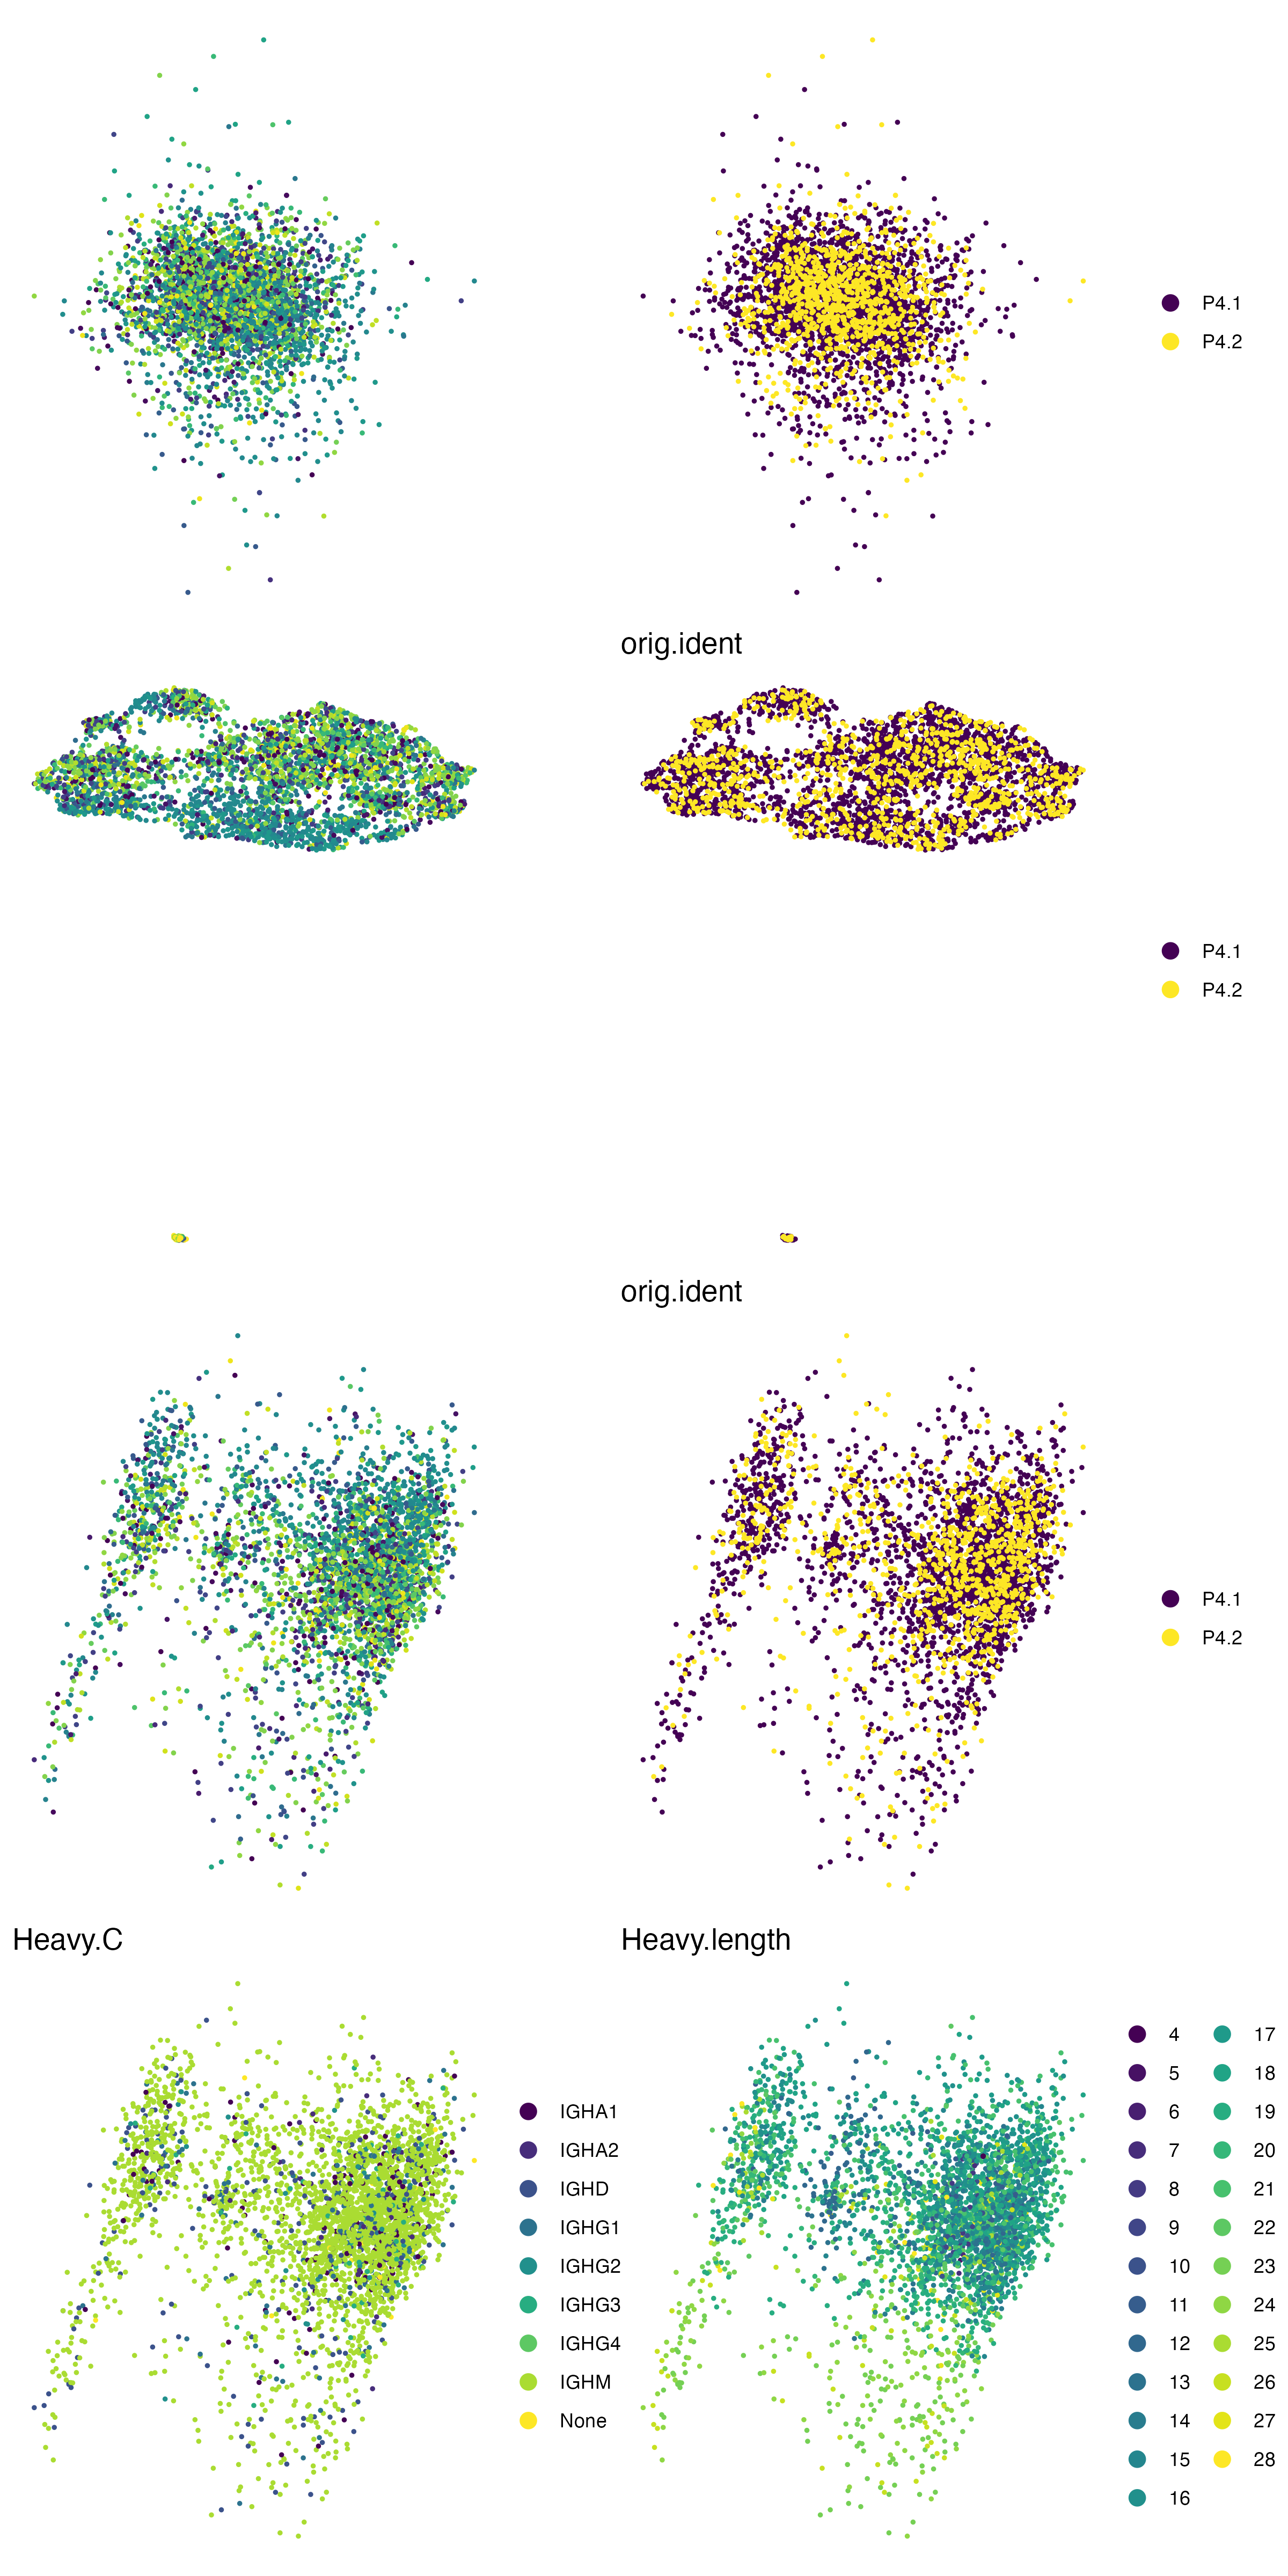 P4.1
P4.2
orig.ident
P4.1
P4.2
orig.ident
P4.1
P4.2
Heavy.C
Heavy.length
IGHA1
IGHA2
IGHD
IGHG1
IGHG2
IGHG3
IGHG4
IGHM
None
4
5
6
7
8
9
10
11
12
13
14
15
16
17
18
19
20
21
22
23
24
25
26
27
28